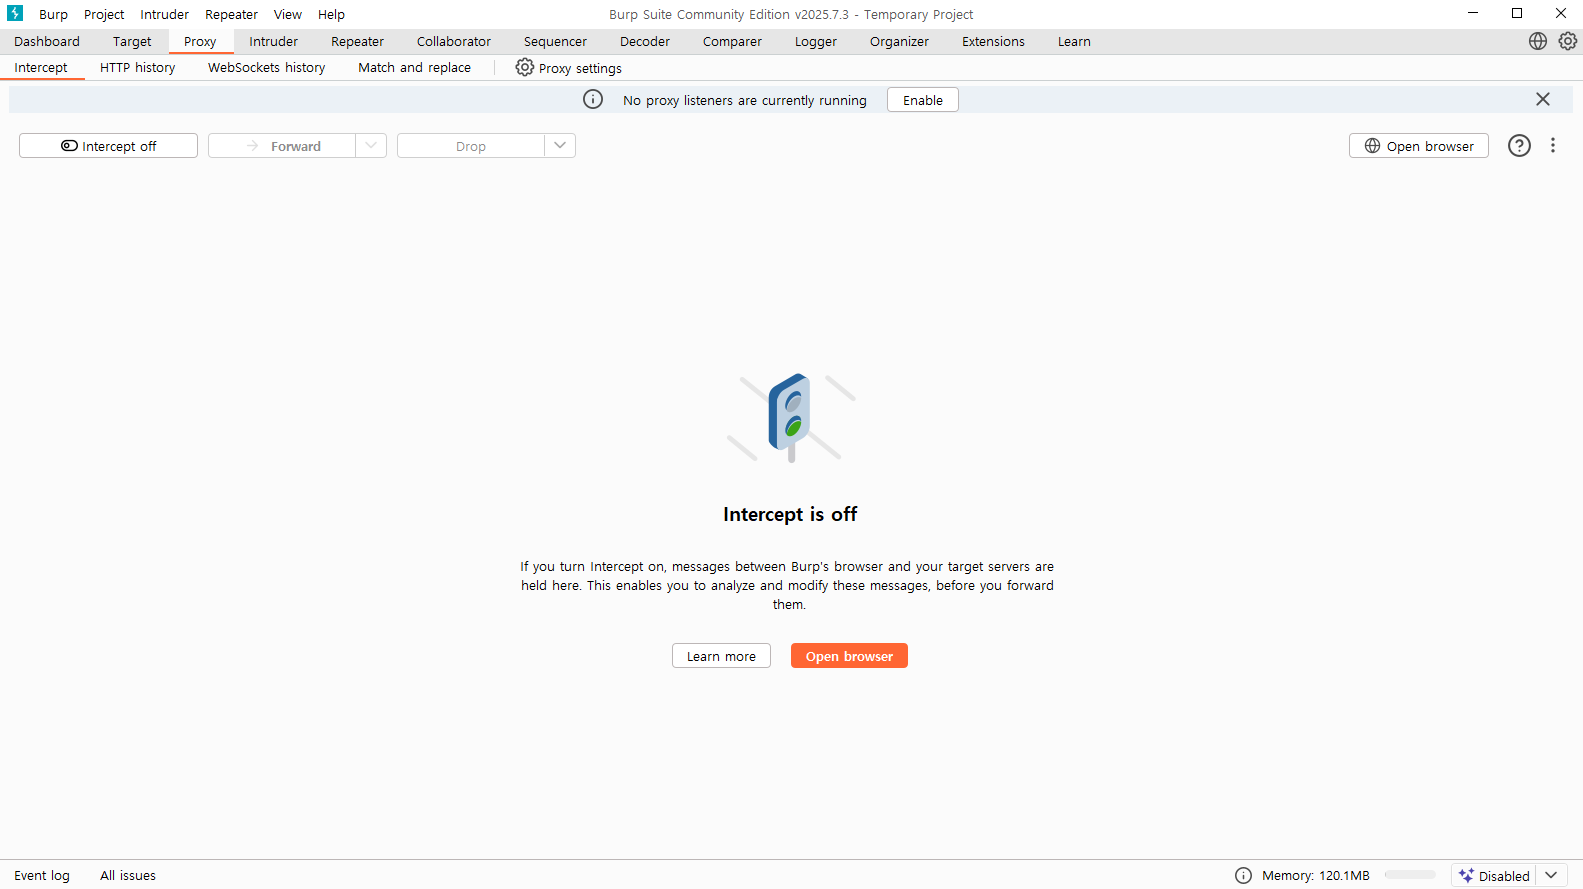 Burp Project Intruder Repeater View Help Burp Suite Community Edition v2025.7.3 - Temporary Project
Dashboard Target Proxy Intruder Repeater Collaborator Sequencer Decoder Comparer Logger Organizer Extensions Learn
Intercept HTTP history WebSockets history Match and replace Proxy settings
No proxy listeners are currently running Enable
Intercept off Forward Drop Open browser
Intercept is off
If you turn Intercept on, messages between Burp's browser and your target servers are
held here. This enables you to analyze and modify these messages, before you forward
them.
Learn more Open browser
Event log All issues Memory: 120.1MB Disabled